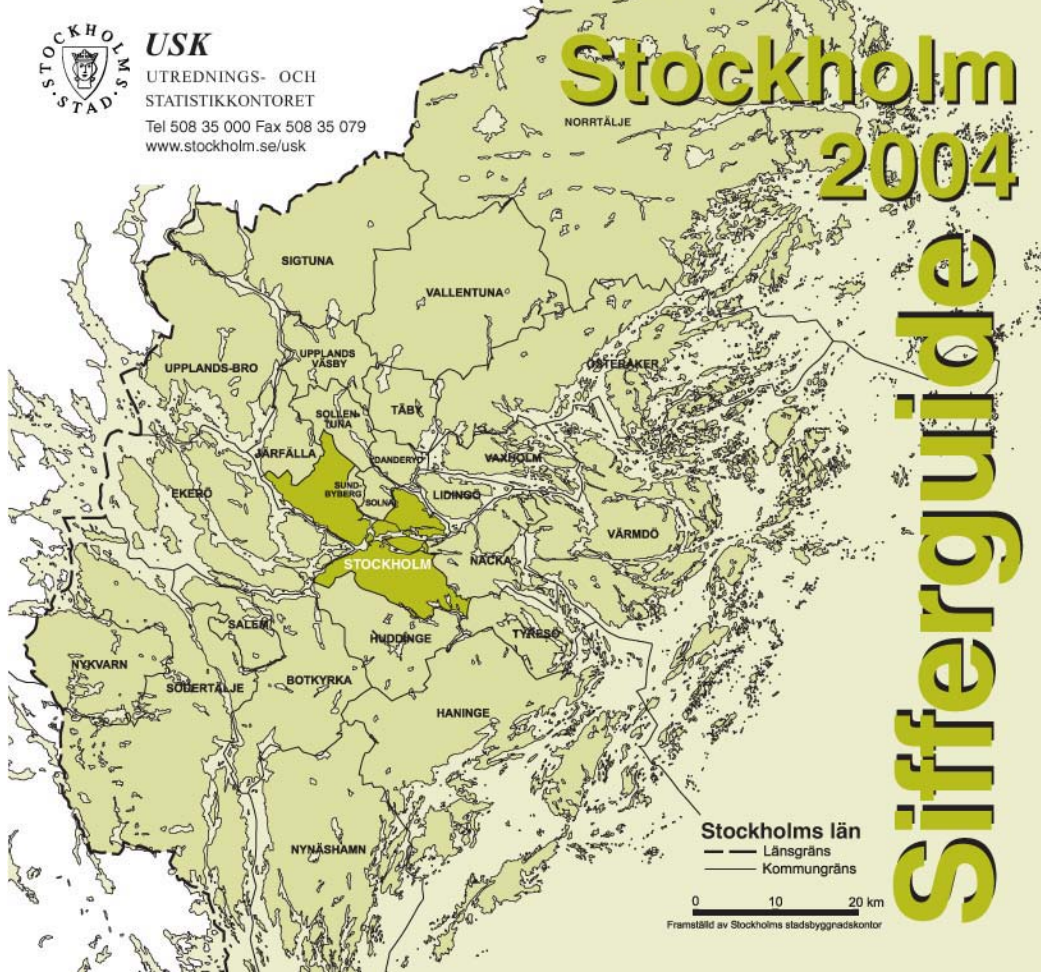 STOCKHOLMS STAD
USK
UTREDNINGS- OCH
STATISTIKKONTORET
Tel 508 35 000 Fax 508 35 079
www.stockholm.se/usk
Stockholm
2004
Sifferguide
NORRTÄLJE
SIGTUNA
VALLENTUNA
UPPLANDS-BRO
UPPLANDS
VÄSBY
ÖSTERÅKER
TÄBY
SOLLEN-
TUNA
JÄRFÄLLA
DANDERYD
VAXHOLM
EKERÖ
SUND-
BYBERG
SOLNA
LIDINGÖ
VÄRMDÖ
STOCKHOLM
NACKA
SALEM
HUDDINGE
TYRESÖ
NYKVARN
SÖDERTÄLJE
BOTKYRKA
HANINGE
NYNÄSHAMN
Stockholms län
Länsgräns
Kommungräns
0 10 20 km
Framställd av Stockholms stadsbyggnadskontor